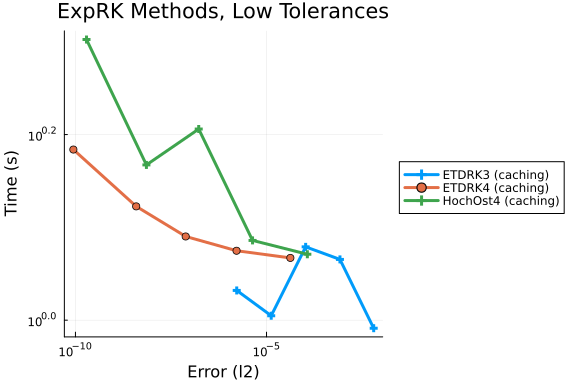 ExpRK Methods, Low Tolerances
Time (s)
10^0.2
10^0.0
10^-10
10^-5
Error (l2)
ETDRK3 (caching)
ETDRK4 (caching)
HochOst4 (caching)